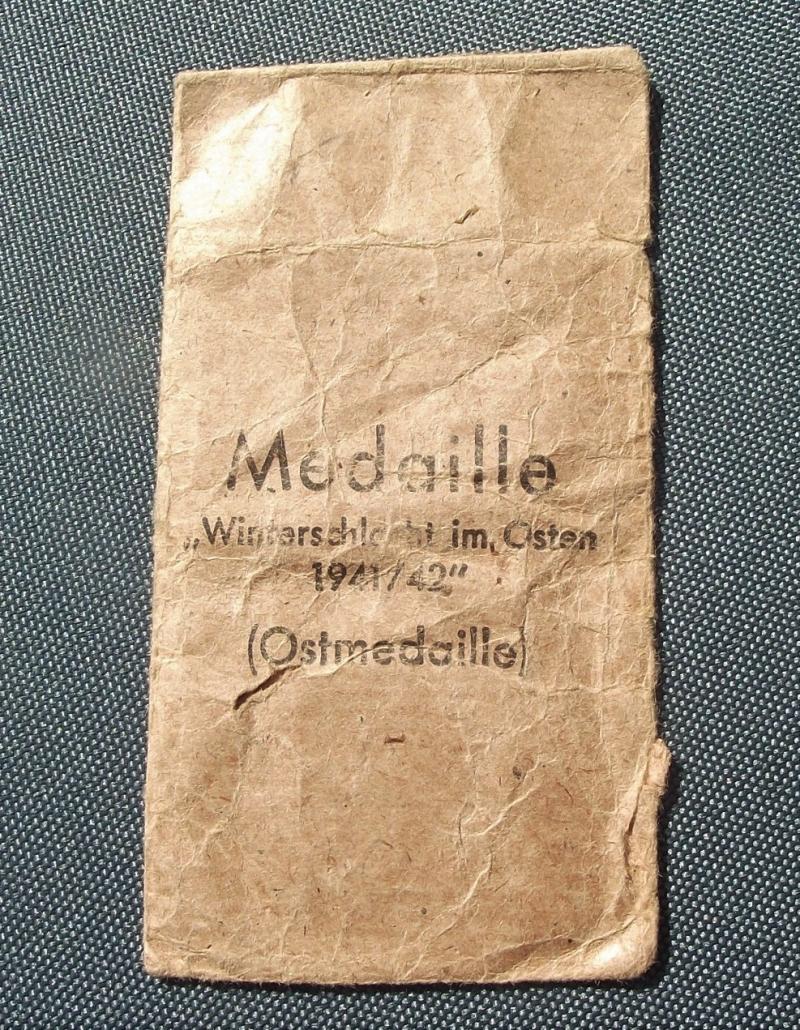 Medaille
„Winterschlacht im Osten
1941/42“
(Ostmedaille)